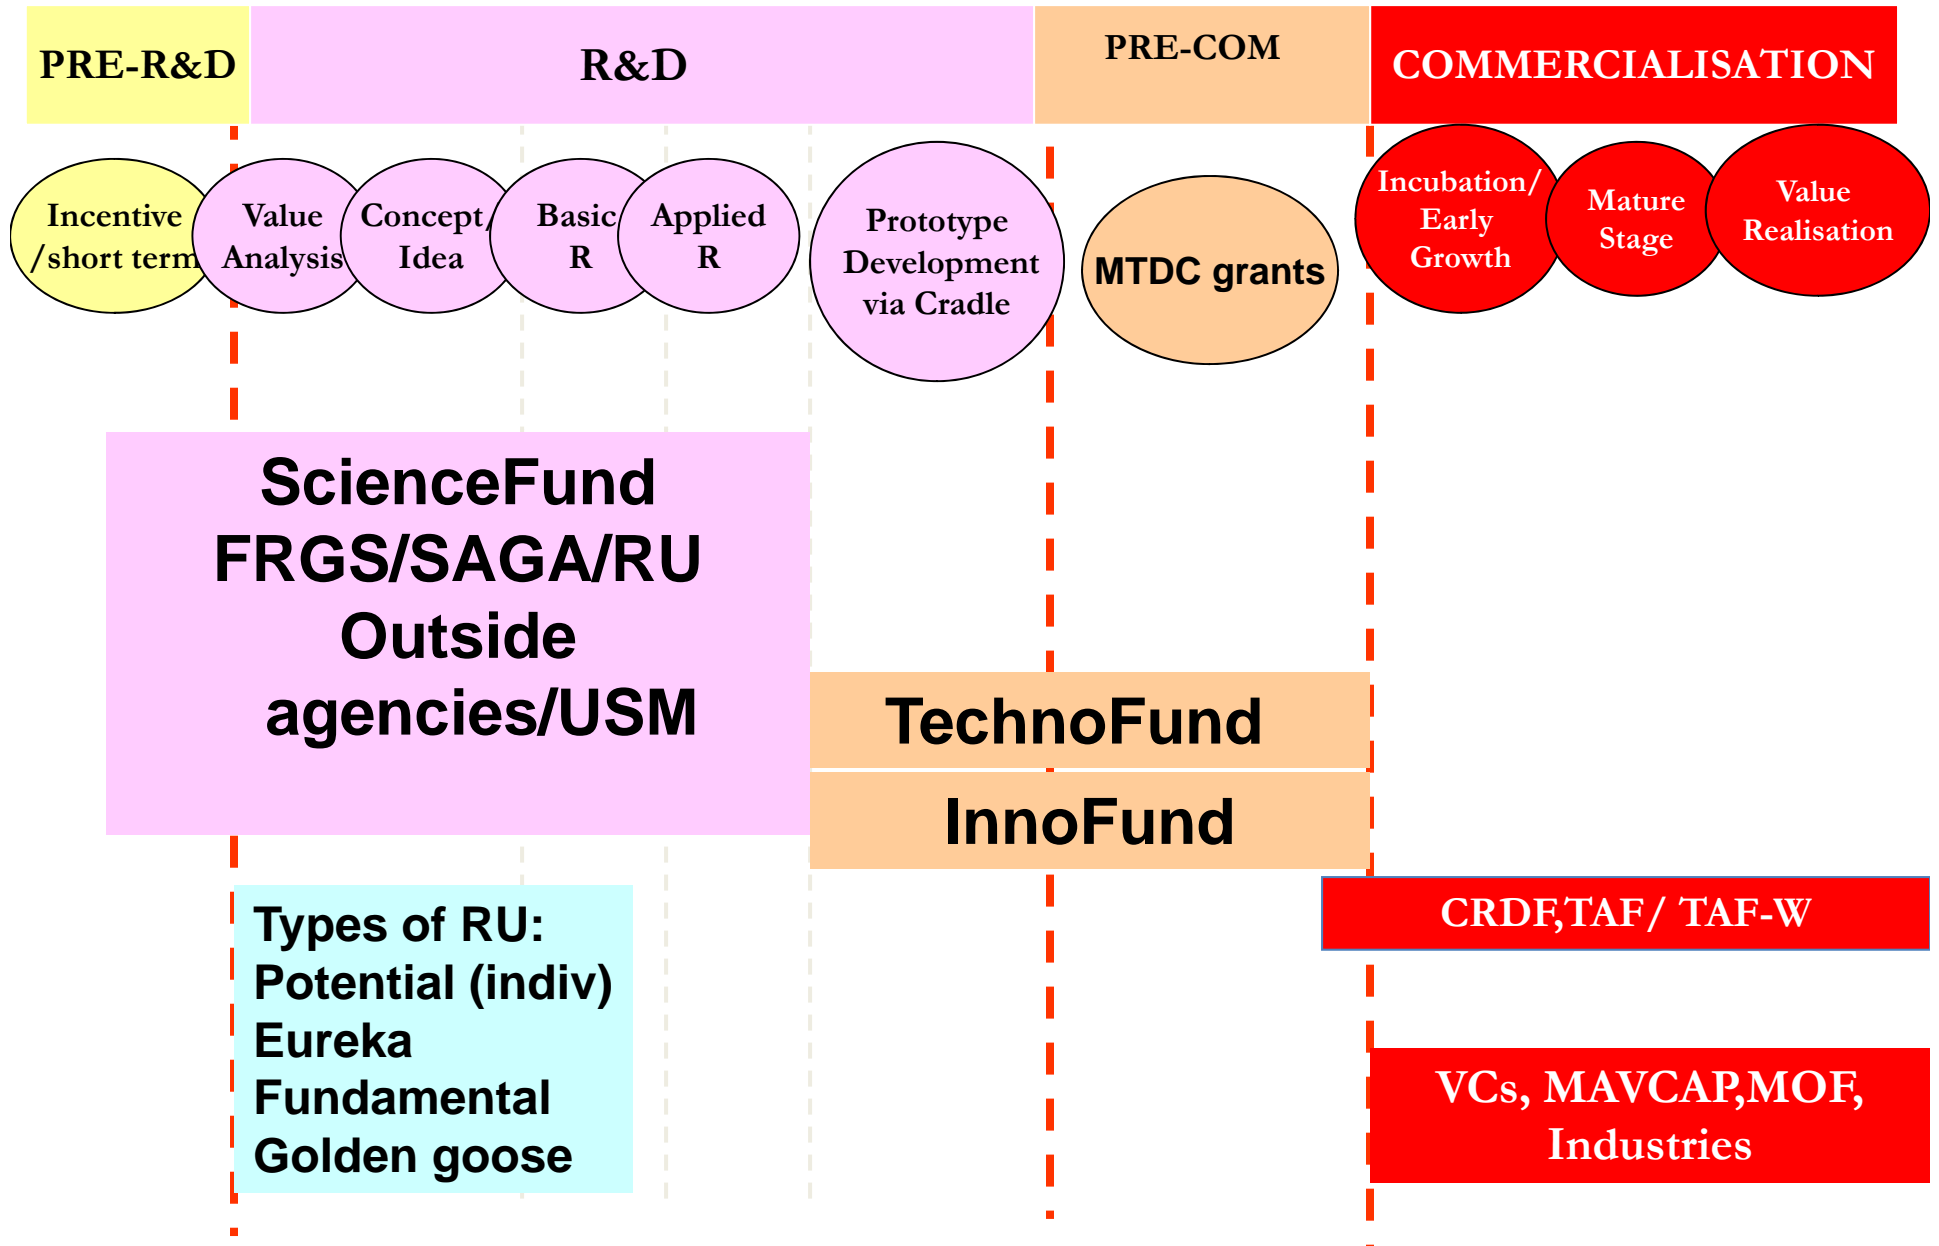 PRE-R&D
R&D
PRE-COM
COMMERCIALISATION
Incentive
/short term
Value
Analysis
Concept/
Idea
Basic
R
Applied
R
Prototype
Development
via Cradle
MTDC grants
Incubation/
Early
Growth
Mature
Stage
Value
Realisation
ScienceFund
FRGS/SAGA/RU
Outside
agencies/USM
TechnoFund
InnoFund
CRDF,TAF/ TAF-W
Types of RU:
Potential (indiv)
Eureka
Fundamental
Golden goose
VCs, MAVCAP,MOF,
Industries